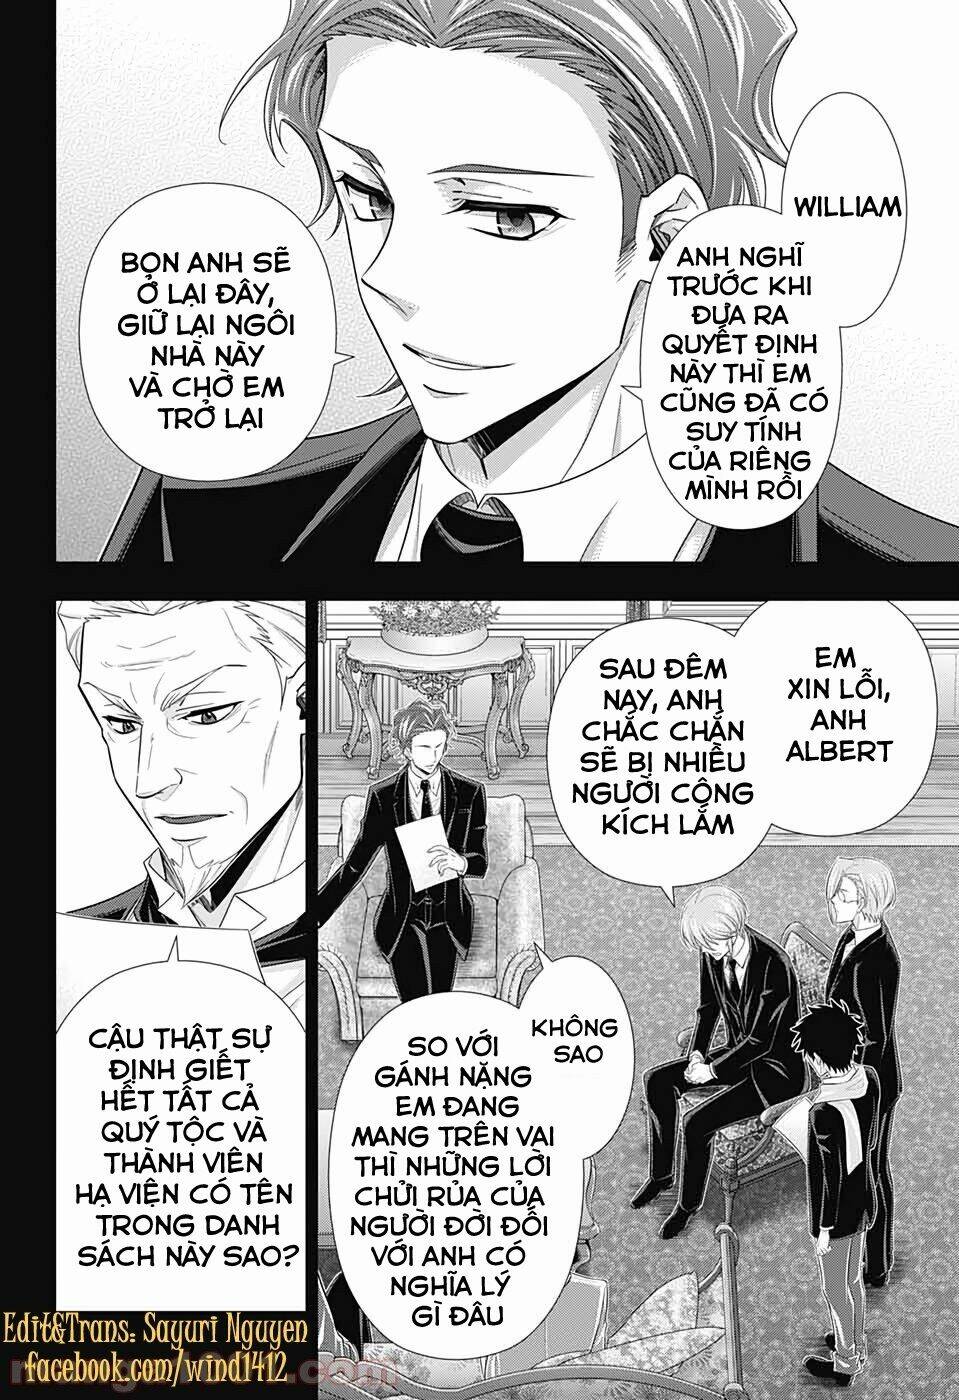 WILLIAM
ANH NGHĨ
TRƯỚC KHI
ĐƯA RA
QUYẾT ĐỊNH
NÀY THÌ EM
CŨNG ĐÃ CÓ
SUY TÍNH
CỦA RIÊNG
MÌNH RỒI
BỌN ANH SẼ
Ở LẠI ĐÂY,
GIỮ LẠI NGÔI
NHÀ NÀY
VÀ CHỜ EM
TRỞ LẠI
EM
XIN LỖI,
ANH
ALBERT
SAU ĐÊM
NAY, ANH
CHẮC CHẮN
SẼ BỊ NHIỀU
NGƯỜI CÔNG
KÍCH LẮM
KHÔNG
SAO
SO VỚI
GÁNH NẶNG
EM ĐANG
MANG TRÊN VAI
THÌ NHỮNG LỜI
CHỬI RỦA CỦA
NGƯỜI ĐỜI ĐỐI
VỚI ANH CÓ
NGHĨA LÝ
GÌ ĐÂU
CẬU THẬT SỰ
ĐỊNH GIẾT
HẾT TẤT CẢ
QUÝ TỘC VÀ
THÀNH VIÊN
HẠ VIỆN CÓ TÊN
TRONG DANH
SÁCH NÀY SAO?
Edit&Trans: Sayuri Nguyen
facebook.com/wind1412